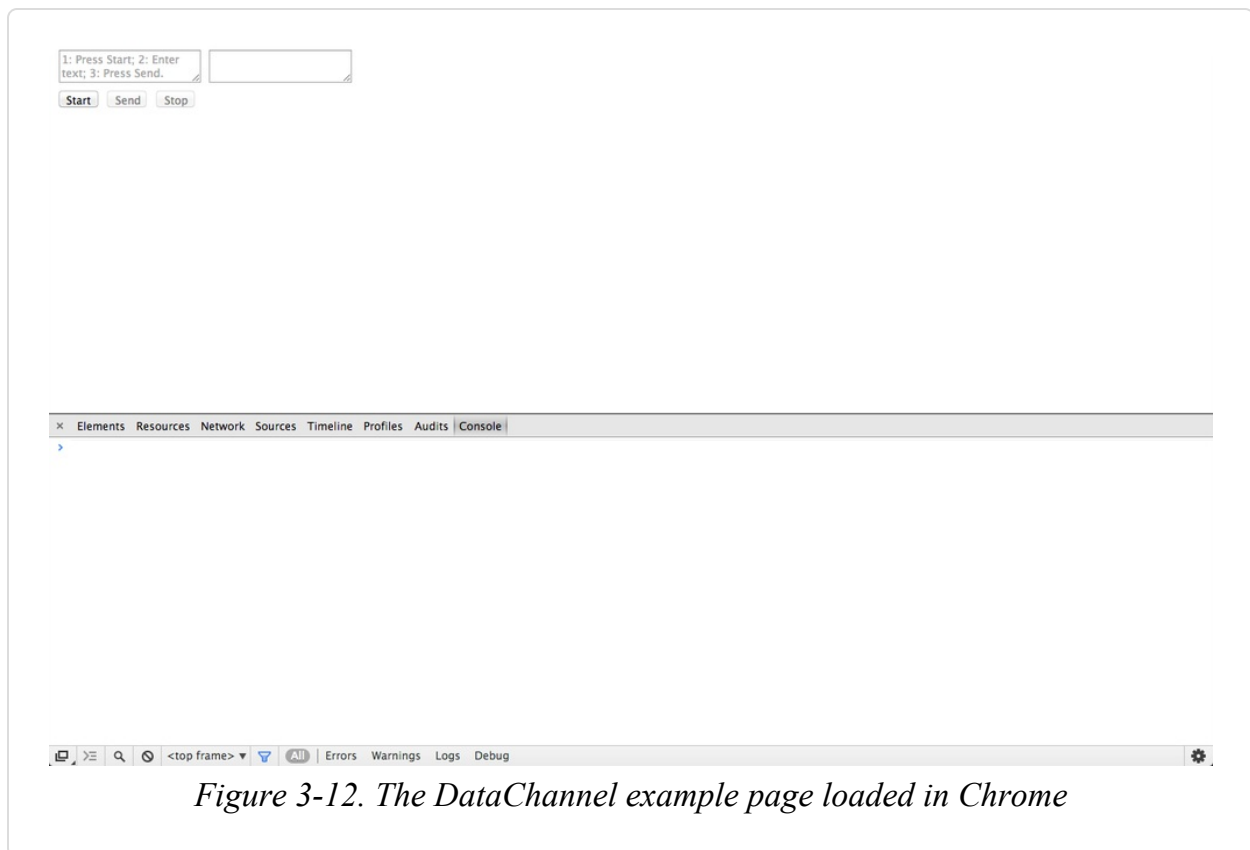 1: Press Start; 2: Enter
text; 3: Press Send.
Start Send Stop
× Elements Resources Network Sources Timeline Profiles Audits Console
>
<top frame> ▼ All | Errors Warnings Logs Debug
Figure 3-12. The DataChannel example page loaded in Chrome